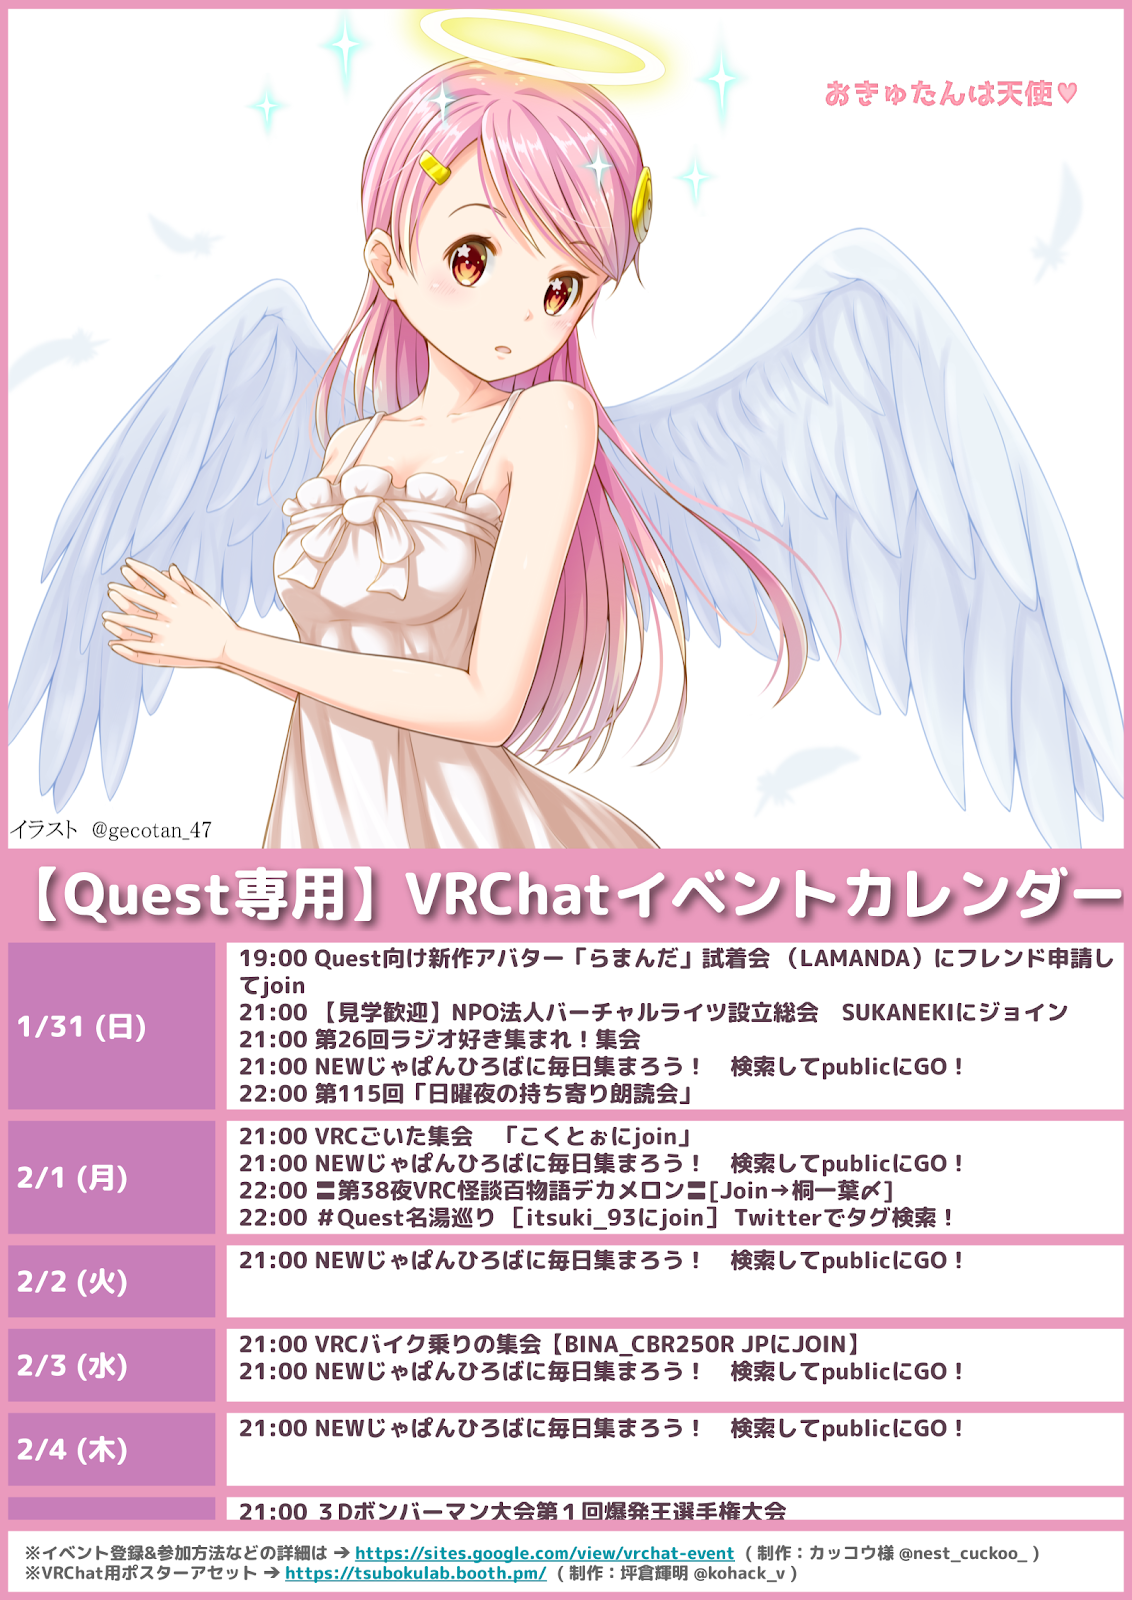 おきゅたんは天使♥
イラスト @gecotan_47
【Quest専用】VRChatイベントカレンダー
1/31 (日)
19:00 Quest向け新作アバター「らまんだ」試着会 （LAMANDA）にフレンド申請し
てjoin
21:00 【見学歓迎】NPO法人バーチャルライツ設立総会　SUKANEKIにジョイン
21:00 第26回ラジオ好き集まれ！集会
21:00 NEWじゃぱんひろばに毎日集まろう！　検索してpublicにGO！
22:00 第115回「日曜夜の持ち寄り朗読会」
2/1 (月)
21:00 VRCごいた集会　「こくとぉにjoin」
21:00 NEWじゃぱんひろばに毎日集まろう！　検索してpublicにGO！
22:00 〓第38夜VRC怪談百物語デカメロン〓[Join→桐一葉〆]
22:00 ＃Quest名湯巡り ［itsuki_93にjoin］ Twitterでタグ検索！
2/2 (火)
21:00 NEWじゃぱんひろばに毎日集まろう！　検索してpublicにGO！
2/3 (水)
21:00 VRCバイク乗りの集会【BINA_CBR250R JPにJOIN】
21:00 NEWじゃぱんひろばに毎日集まろう！　検索してpublicにGO！
2/4 (木)
21:00 NEWじゃぱんひろばに毎日集まろう！　検索してpublicにGO！
21:00 ３Dボンバーマン大会第１回爆発王選手権大会
※イベント登録&参加方法などの詳細は → https://sites.google.com/view/vrchat-event ( 制作：カッコウ様 @nest_cuckoo_ )
※VRChat用ポスターアセット → https://tsubokulab.booth.pm/ ( 制作：坪倉輝明 @kohack_v )